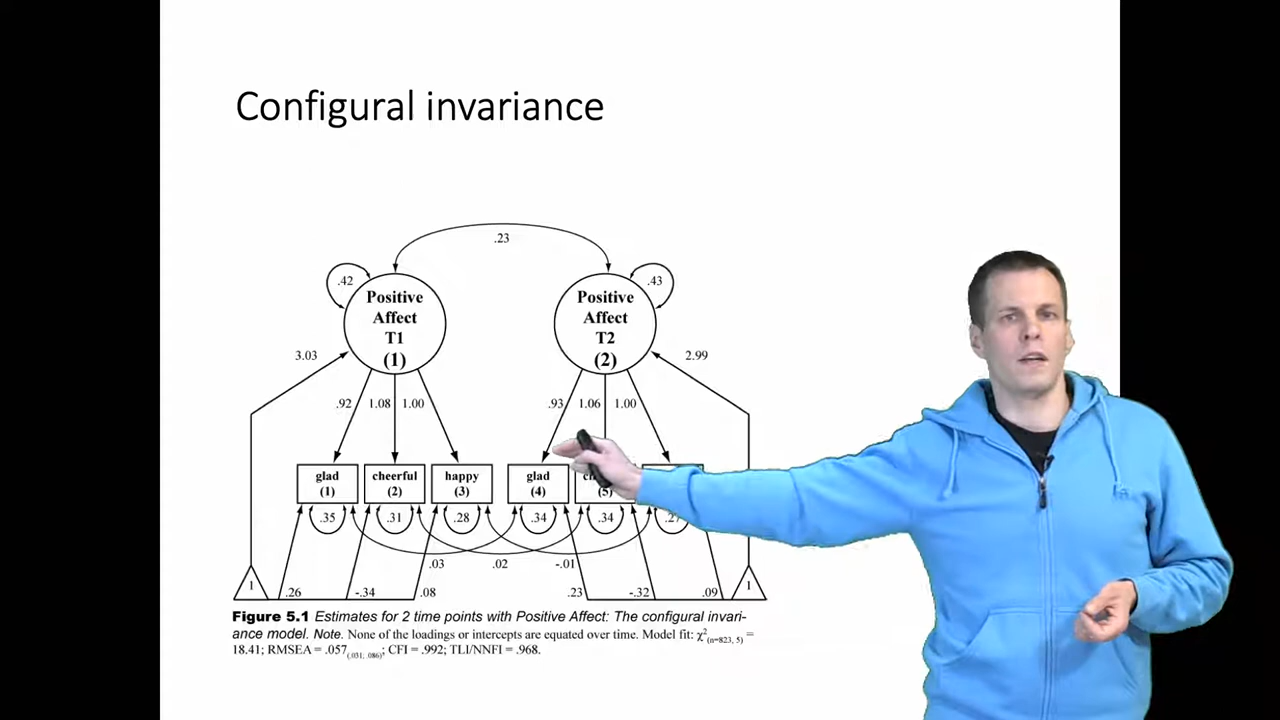 Configural invariance
.23
.42 .43
Positive Affect T1 (1)
Positive Affect T2 (2)
3.03 2.99
.92 1.08 1.00 .93 1.06 1.00
glad (1)
cheerful (2)
happy (3)
glad (4)
(5)
.35 .31 .28 .34 .34
.03 .02 -.01
1 .26 -.34 .08 .23 -.32 .09 1
Figure 5.1 Estimates for 2 time points with Positive Affect: The configural invari-
ance model. Note. None of the loadings or intercepts are equated over time. Model fit: χ²(n=823, 5) =
18.41; RMSEA = .057(.031; .086); CFI = .992; TLI/NNFI = .968.